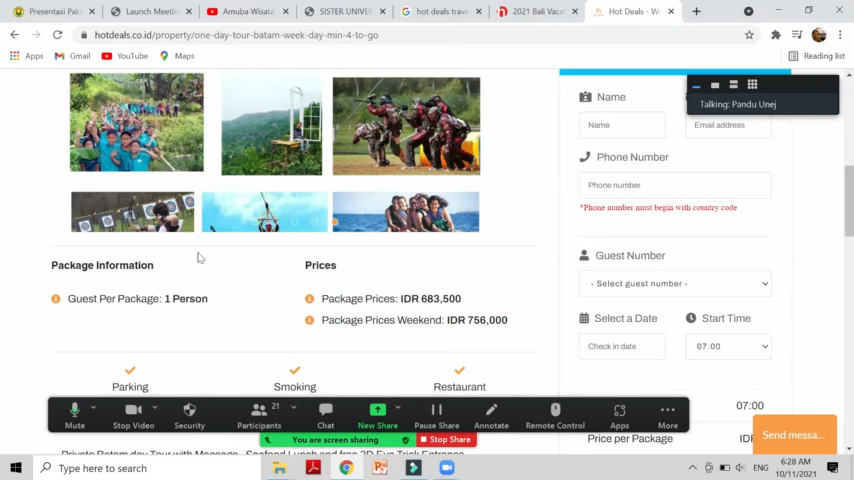 Presentasi Pak
Launch Meetin
Amuba Wisata
SISTER UNIVER
hot deals trave
2021 Bali Vacat
Hot Deals - W
hotdeals.co.id/property/one-day-tour-batam-week-day-min-4-to-go
Apps
Gmail
YouTube
Maps
Reading list
Talking: Pandu Unej
Name
Name
Email address
Phone Number
Phone number
*Phone number must begin with country code
Package Information
Prices
Guest Number
- Select guest number -
Guest Per Package: 1 Person
Package Prices: IDR 683,500
Package Prices Weekend: IDR 756,000
Select a Date
Start Time
Check in date
07:00
Parking
Smoking
Restaurant
07:00
Mute
Stop Video
Security
21
Participants
Chat
New Share
Pause Share
Annotate
Remote Control
Apps
More
You are screen sharing
Stop Share
Price per Package
Send messa...
Type here to search
ENG
6:28 AM
10/11/2021